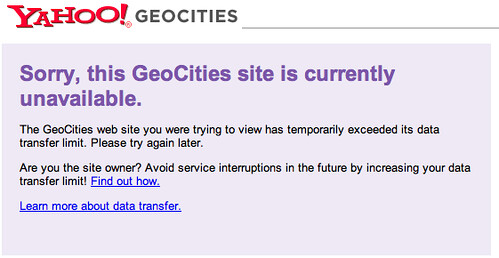 YAHOO!® GEOCITIES
Sorry, this GeoCities site is currently
unavailable.
The GeoCities web site you were trying to view has temporarily exceeded its data
transfer limit. Please try again later.
Are you the site owner? Avoid service interruptions in the future by increasing your data
transfer limit! Find out how.
Learn more about data transfer.